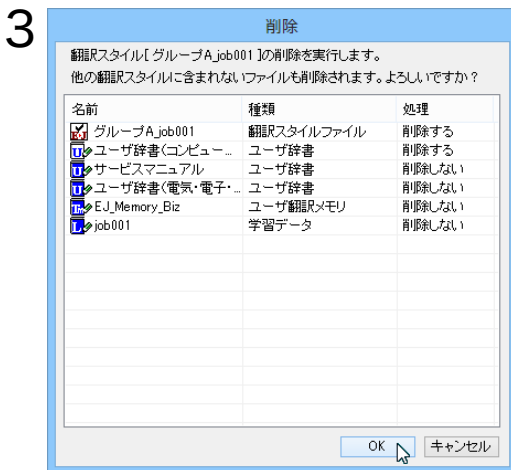 3
削除
翻訳スタイル[ グループA_job001 ]の削除を実行します。
他の翻訳スタイルに含まれないファイルも削除されます。よろしいですか？
名前 種類 処理
グループA_job001 翻訳スタイルファイル 削除する
ユーザ辞書(コンピュー... ユーザ辞書 削除する
サービスマニュアル ユーザ辞書 削除しない
ユーザ辞書(電気・電子・... ユーザ辞書 削除しない
EJ_Memory_Biz ユーザ翻訳メモリ 削除しない
job001 学習データ 削除しない
OK キャンセル